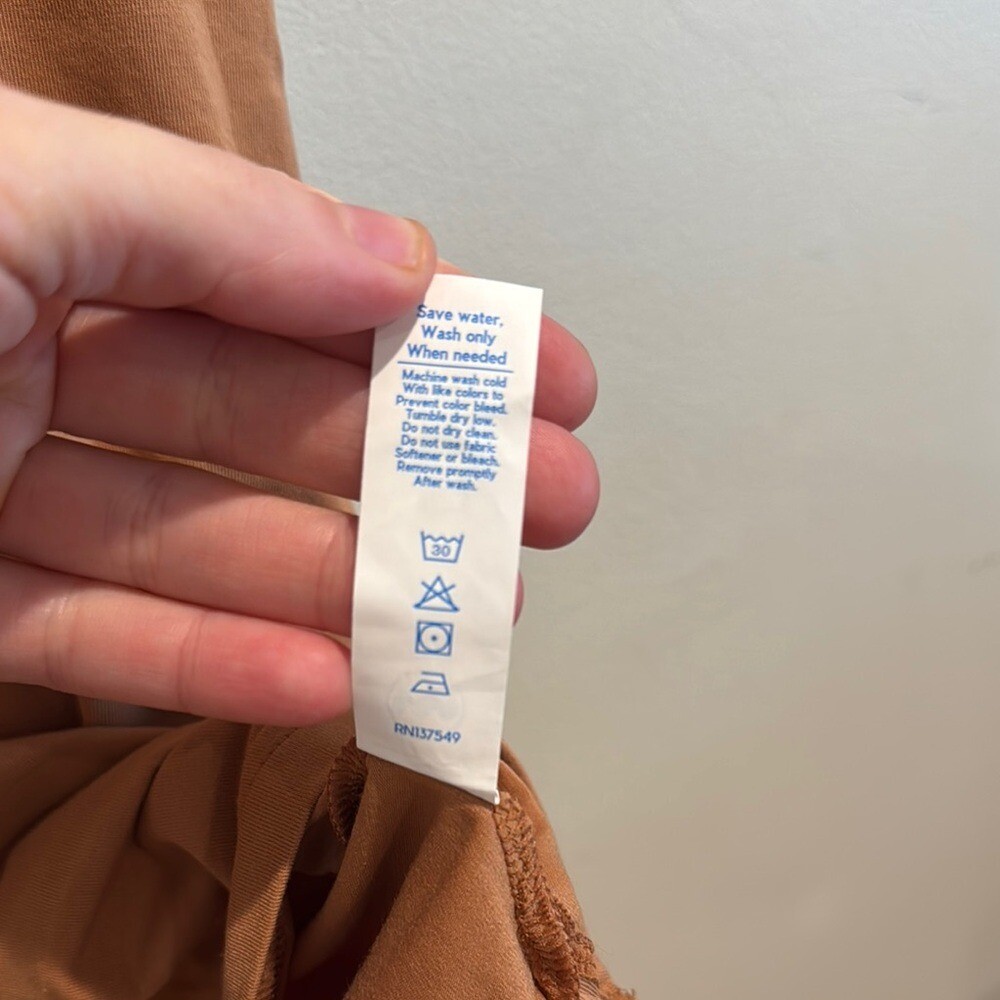 Save water,
Wash only
When needed
Machine wash cold
With like colors to
Prevent color bleed.
Tumble dry low.
Do not dry clean.
Do not use fabric
Softener or bleach.
Remove promptly
After wash.
30
RN137549